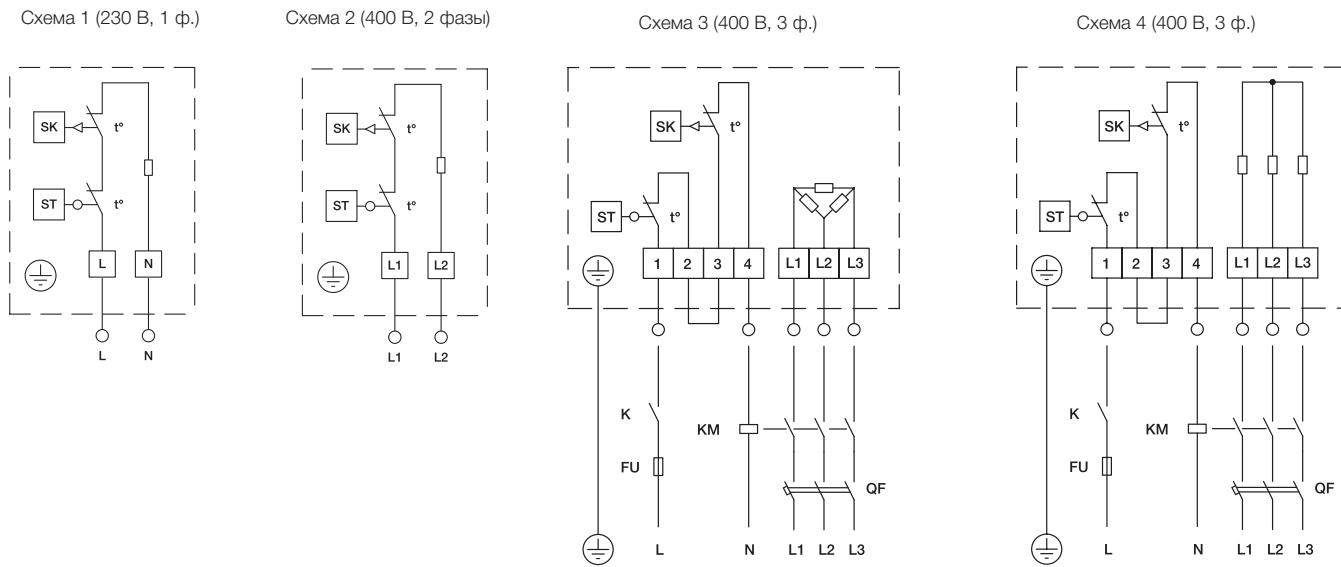 Схема 1 (230 В, 1 ф.)
SK
t°
ST
t°
L
N
L
N
Схема 2 (400 В, 2 фазы)
SK
t°
ST
t°
L1
L2
L1
L2
Схема 3 (400 В, 3 ф.)
SK
t°
ST
t°
1 2 3 4 L1 L2 L3
K
KM
FU
QF
L N L1 L2 L3
Схема 4 (400 В, 3 ф.)
SK
t°
ST
t°
1 2 3 4 L1 L2 L3
K
KM
FU
QF
L N L1 L2 L3